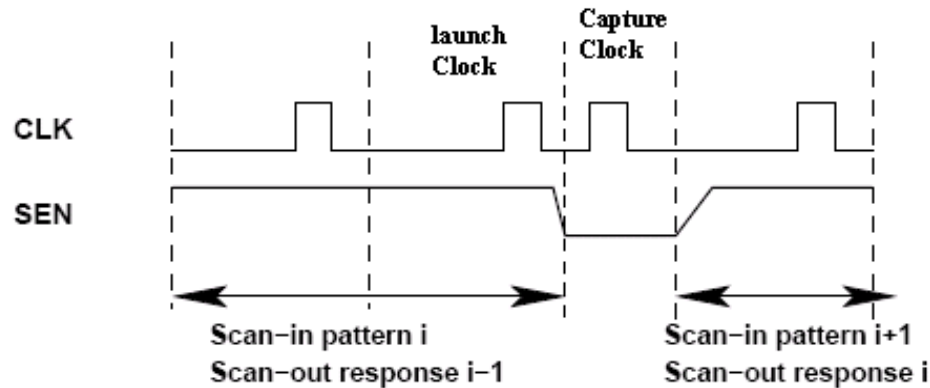 launch
Clock
Capture
Clock
CLK
SEN
Scan-in pattern i
Scan-out response i-1
Scan-in pattern i+1
Scan-out response i